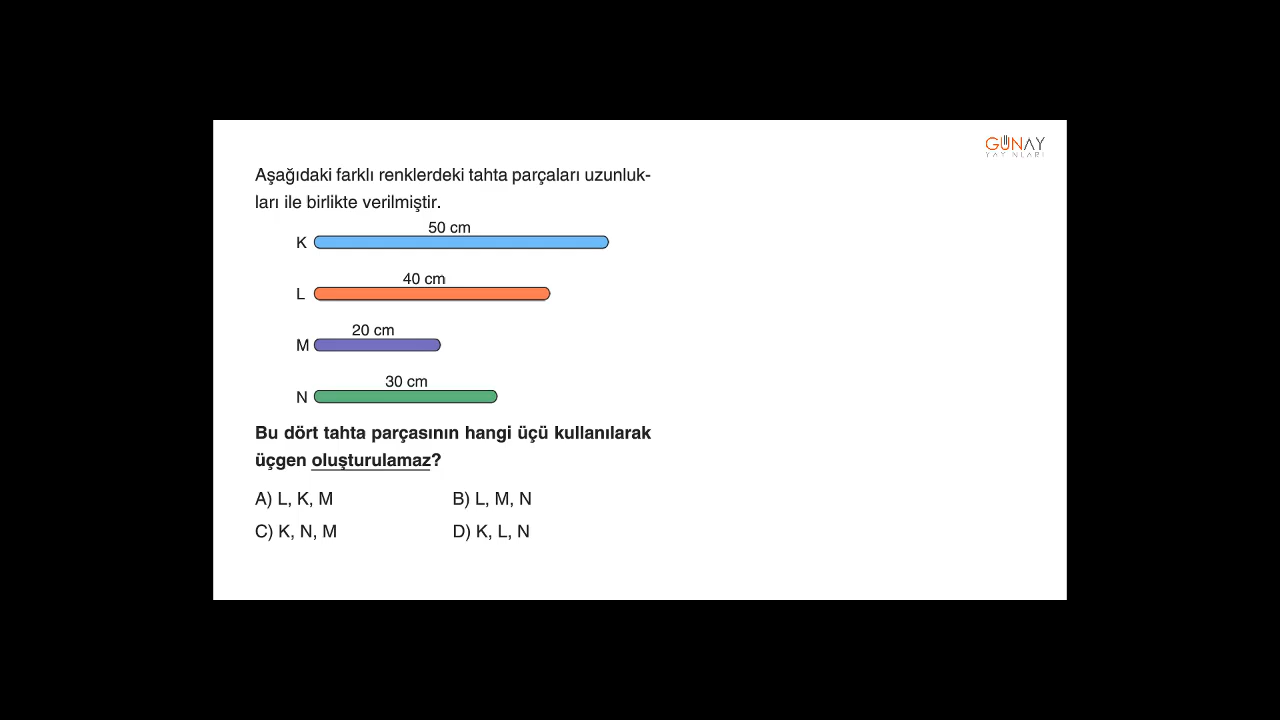 GÜNAY
YAYINLARI
Aşağıdaki farklı renklerdeki tahta parçaları uzunluk-
ları ile birlikte verilmiştir.
50 cm
K
40 cm
L
20 cm
M
30 cm
N
Bu dört tahta parçasının hangi üçü kullanılarak
üçgen oluşturulamaz?
A) L, K, M B) L, M, N
C) K, N, M D) K, L, N